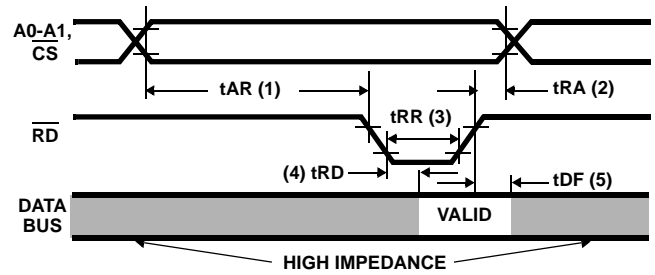 A0-A1,
CS
tAR (1)
tRA (2)
tRR (3)
RD
(4) tRD
tDF (5)
DATA
BUS
VALID
HIGH IMPEDANCE